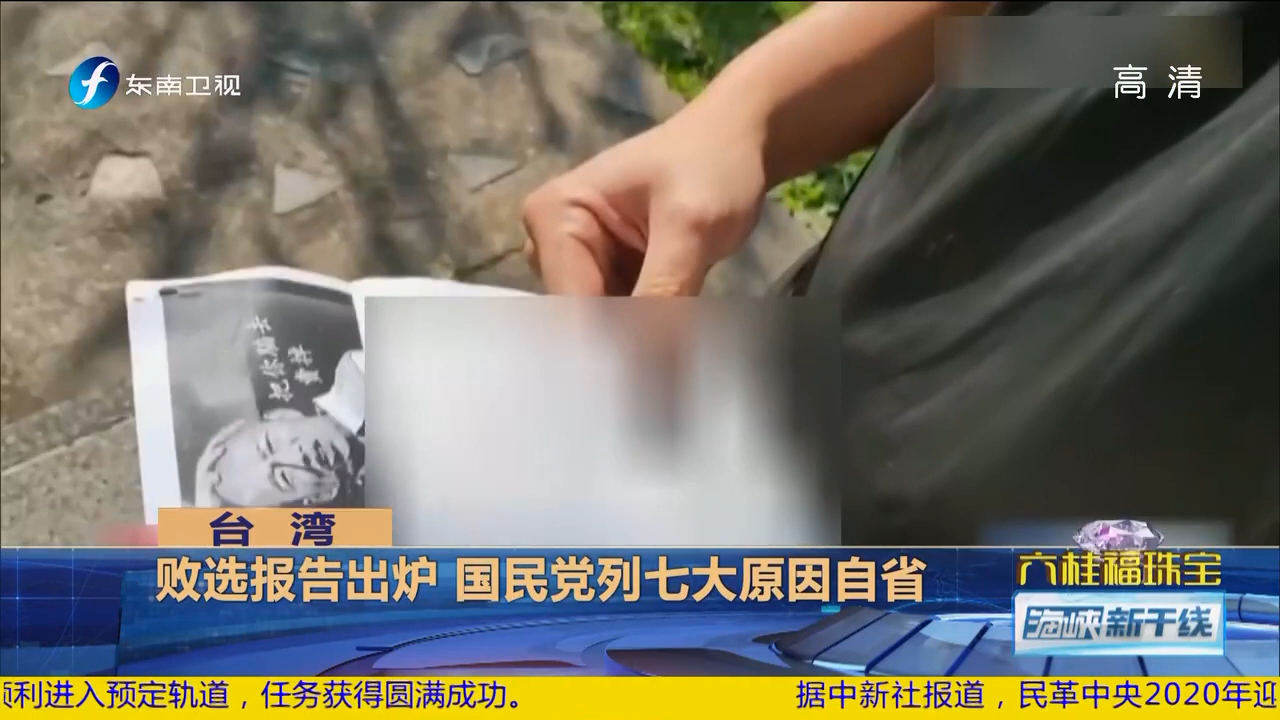 东南卫视
高清
台湾
败选报告出炉 国民党列七大原因自省
六桂福珠宝
海峡新干线
利进入预定轨道，任务获得圆满成功。
据中新社报道，民革中央2020年迎